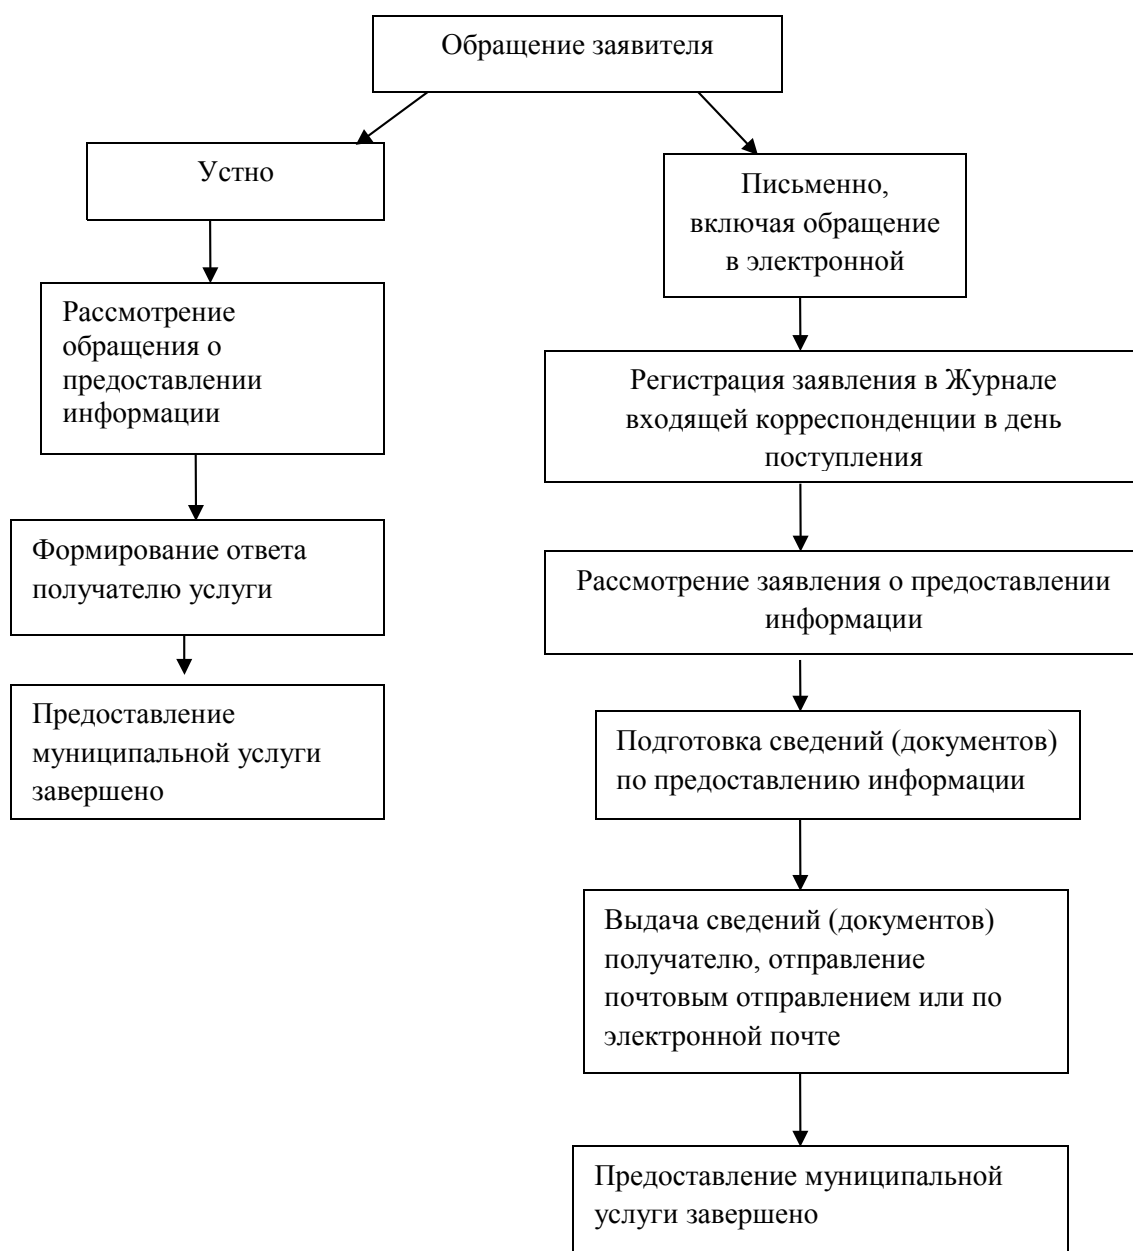 Обращение заявителя
Устно
Письменно,
включая обращение
в электронной
Рассмотрение
обращения о
предоставлении
информации
Регистрация заявления в Журнале
входящей корреспонденции в день
поступления
Формирование ответа
получателю услуги
Рассмотрение заявления о предоставлении
информации
Предоставление
муниципальной услуги
завершено
Подготовка сведений (документов)
по предоставлению информации
Выдача сведений (документов)
получателю, отправление
почтовым отправлением или по
электронной почте
Предоставление муниципальной
услуги завершено